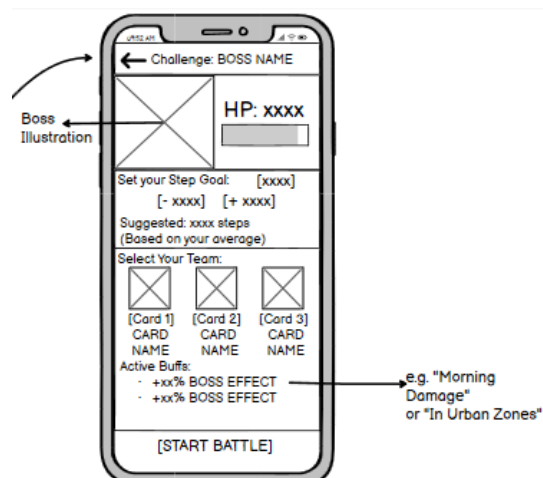 Challenge: BOSS NAME
HP: xxxx
Boss
Illustration
Set your Step Goal: [xxxx]
[- xxxx] [+ xxxx]
Suggested: xxxx steps
(Based on your average)
Select Your Team:
[Card 1] [Card 2] [Card 3]
CARD CARD CARD
NAME NAME NAME
Active Buffs:
· +xx% BOSS EFFECT
· +xx% BOSS EFFECT
e.g. "Morning
Damage"
or "In Urban Zones"
[START BATTLE]